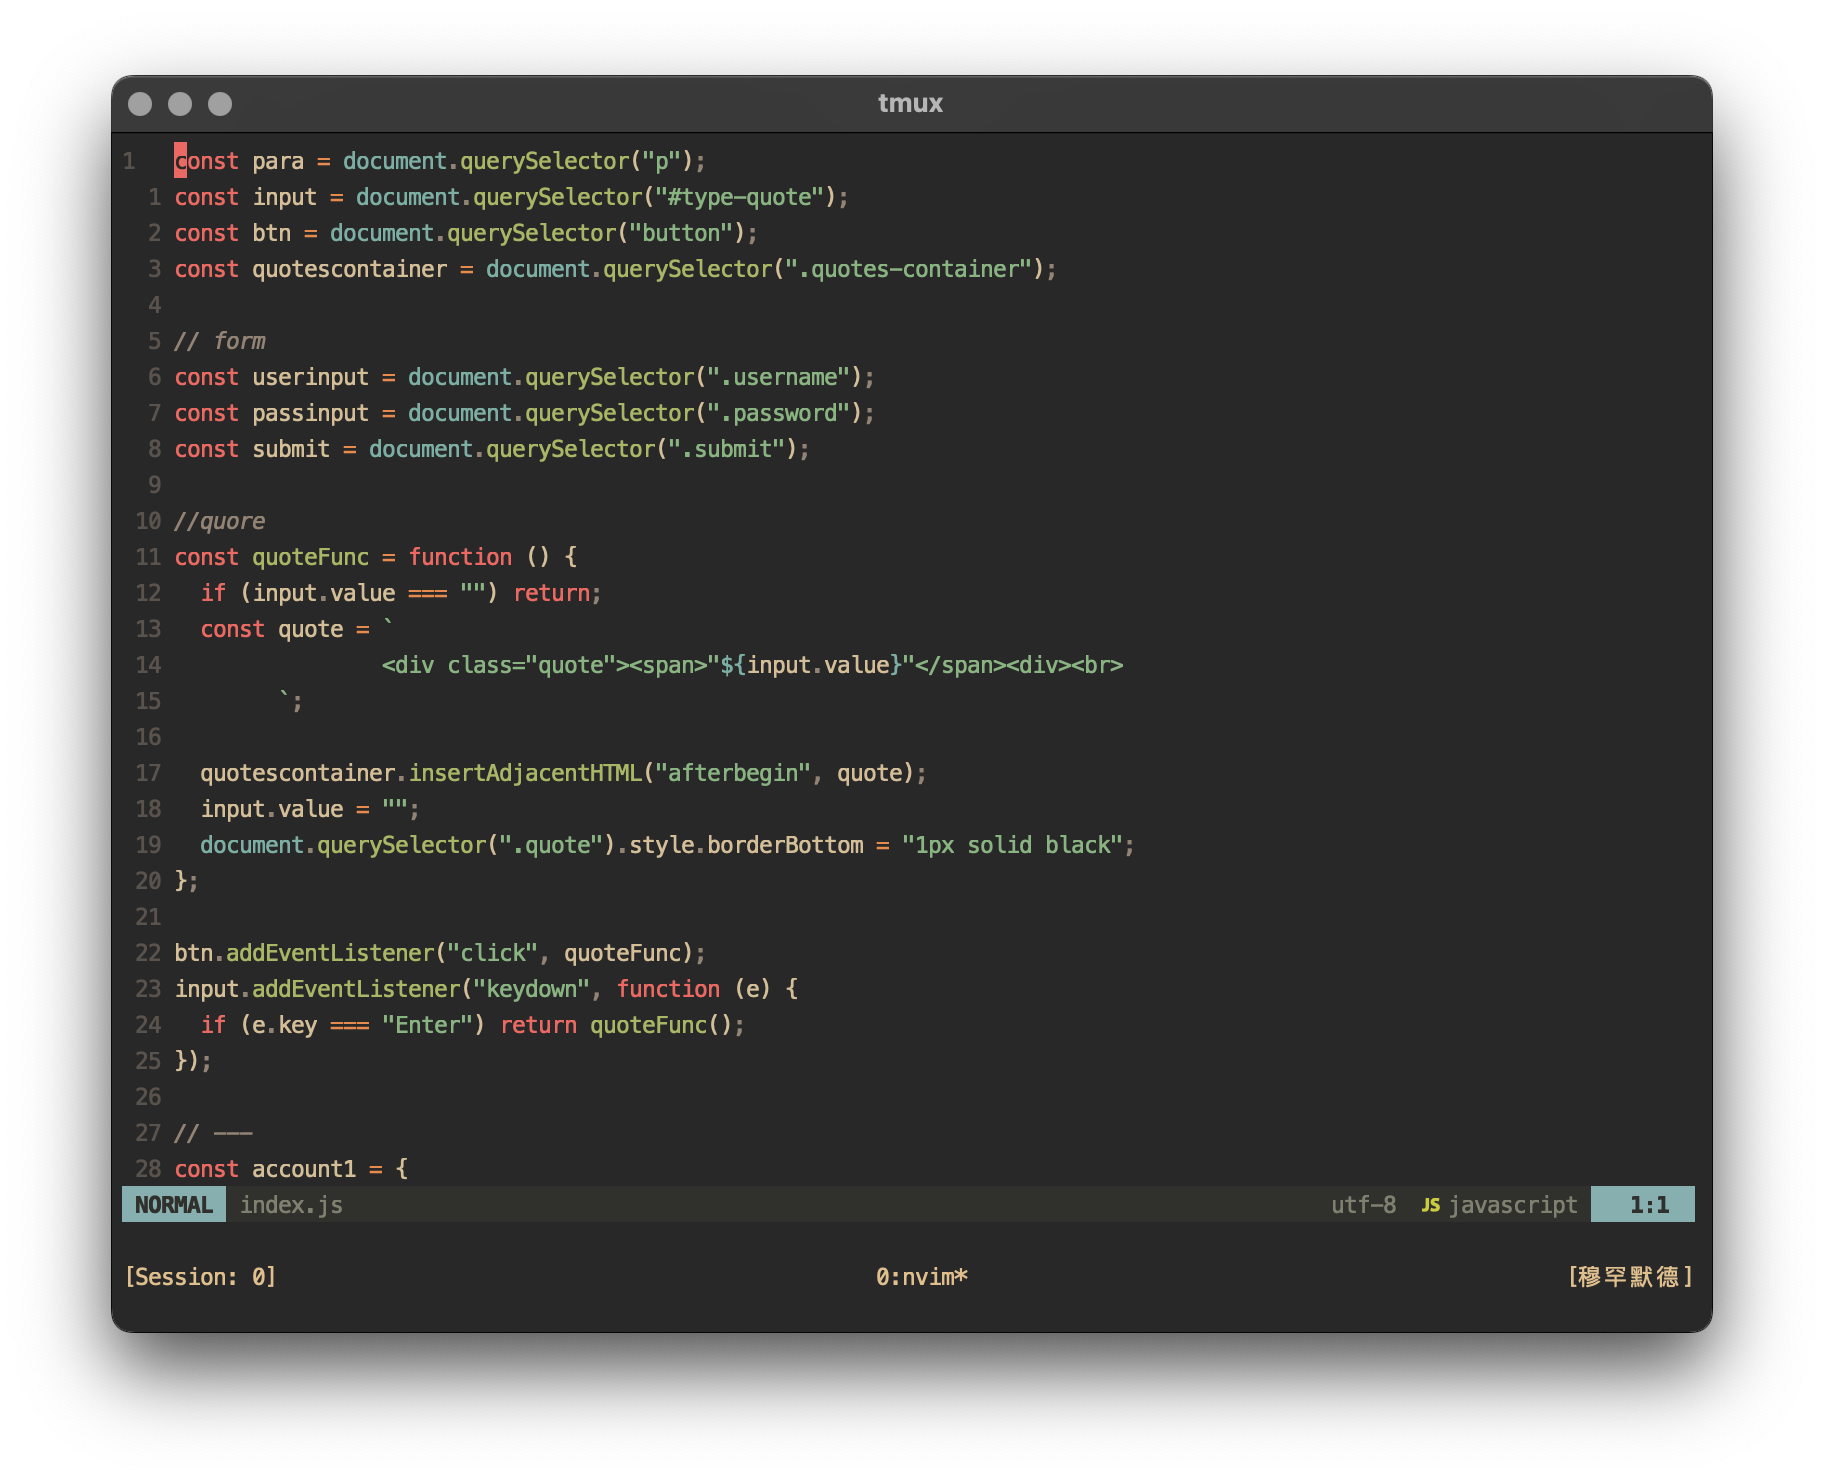 tmux
1   const para = document.querySelector("p");
  1 const input = document.querySelector("#type-quote");
  2 const btn = document.querySelector("button");
  3 const quotescontainer = document.querySelector(".quotes-container");
  4
  5 // form
  6 const userinput = document.querySelector(".username");
  7 const passinput = document.querySelector(".password");
  8 const submit = document.querySelector(".submit");
  9
 10 //quore
 11 const quoteFunc = function () {
 12   if (input.value === "") return;
 13   const quote = `
 14                 <div class="quote"><span>"${input.value}"</span><div><br>
 15         `;
 16
 17   quotescontainer.insertAdjacentHTML("afterbegin", quote);
 18   input.value = "";
 19   document.querySelector(".quote").style.borderBottom = "1px solid black";
 20 };
 21
 22 btn.addEventListener("click", quoteFunc);
 23 input.addEventListener("keydown", function (e) {
 24   if (e.key === "Enter") return quoteFunc();
 25 });
 26
 27 // ---
 28 const account1 = {
NORMAL index.js utf-8 JS javascript 1:1
[Session: 0] 0:nvim* [穆罕默德]